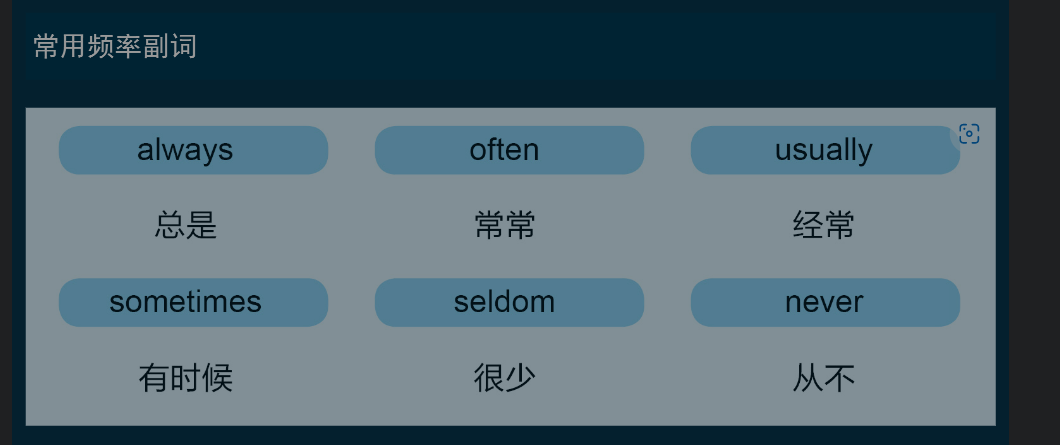 常用频率副词
always often usually
总是 常常 经常
sometimes seldom never
有时候 很少 从不